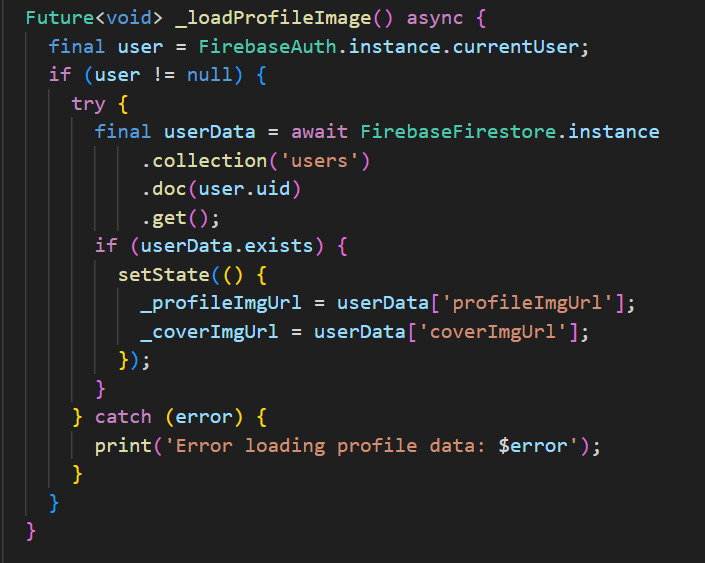 Future<void> _loadProfileImage() async {
  final user = FirebaseAuth.instance.currentUser;
  if (user != null) {
    try {
      final userData = await FirebaseFirestore.instance
          .collection('users')
          .doc(user.uid)
          .get();
      if (userData.exists) {
        setState(() {
          _profileImgUrl = userData['profileImgUrl'];
          _coverImgUrl = userData['coverImgUrl'];
        });
      }
    } catch (error) {
      print('Error loading profile data: $error');
    }
  }
}